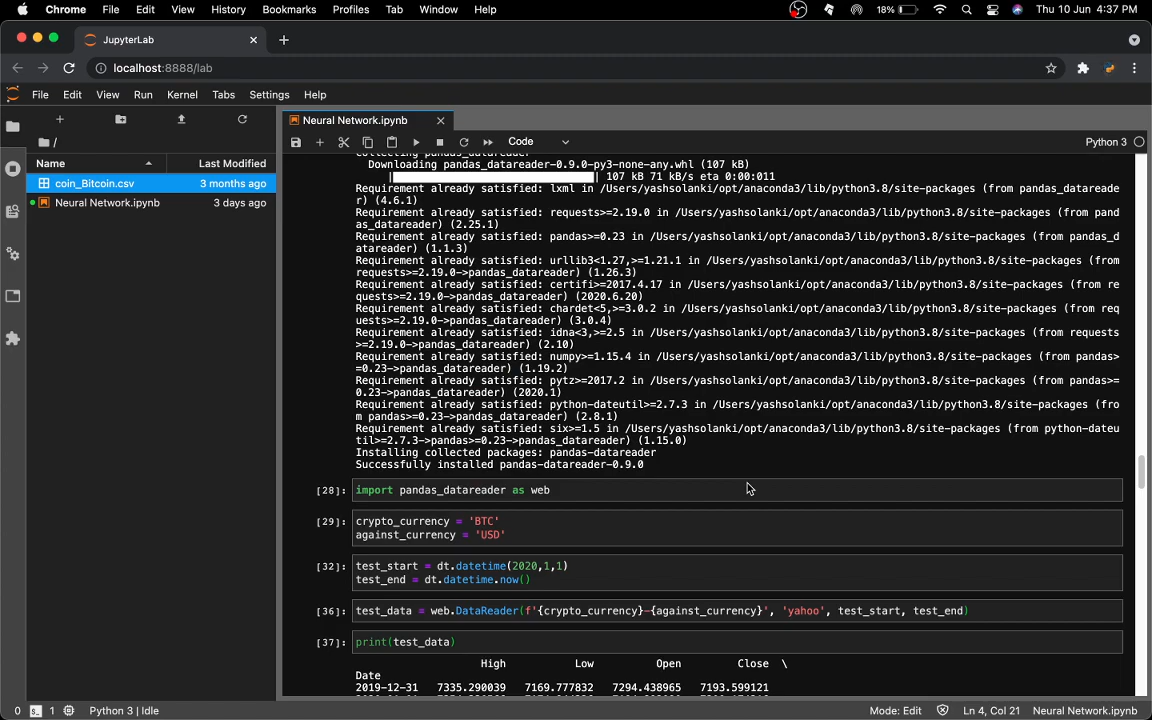 Chrome File Edit View History Bookmarks Profiles Tab Window Help 18% Thu 10 Jun 4:37 PM
JupyterLab
localhost:8888/lab
File Edit View Run Kernel Tabs Settings Help
Neural Network.ipynb
Code Python 3
/
Name Last Modified
coin_Bitcoin.csv 3 months ago
Neural Network.ipynb 3 days ago
Collecting pandas_datareader
Downloading pandas_datareader-0.9.0-py3-none-any.whl (107 kB)
| | 107 kB 71 kB/s eta 0:00:011
Requirement already satisfied: lxml in /Users/yashsolanki/opt/anaconda3/lib/python3.8/site-packages (from pandas_datareade
r) (4.6.1)
Requirement already satisfied: requests>=2.19.0 in /Users/yashsolanki/opt/anaconda3/lib/python3.8/site-packages (from pand
as_datareader) (2.25.1)
Requirement already satisfied: pandas>=0.23 in /Users/yashsolanki/opt/anaconda3/lib/python3.8/site-packages (from pandas_d
atareader) (1.1.3)
Requirement already satisfied: urllib3<1.27,>=1.21.1 in /Users/yashsolanki/opt/anaconda3/lib/python3.8/site-packages (from
requests>=2.19.0->pandas_datareader) (1.26.3)
Requirement already satisfied: certifi>=2017.4.17 in /Users/yashsolanki/opt/anaconda3/lib/python3.8/site-packages (from re
quests>=2.19.0->pandas_datareader) (2020.6.20)
Requirement already satisfied: chardet<5,>=3.0.2 in /Users/yashsolanki/opt/anaconda3/lib/python3.8/site-packages (from req
uests>=2.19.0->pandas_datareader) (3.0.4)
Requirement already satisfied: idna<3,>=2.5 in /Users/yashsolanki/opt/anaconda3/lib/python3.8/site-packages (from requests
>=2.19.0->pandas_datareader) (2.10)
Requirement already satisfied: numpy>=1.15.4 in /Users/yashsolanki/opt/anaconda3/lib/python3.8/site-packages (from pandas>
=0.23->pandas_datareader) (1.19.2)
Requirement already satisfied: pytz>=2017.2 in /Users/yashsolanki/opt/anaconda3/lib/python3.8/site-packages (from pandas>=
0.23->pandas_datareader) (2020.1)
Requirement already satisfied: python-dateutil>=2.7.3 in /Users/yashsolanki/opt/anaconda3/lib/python3.8/site-packages (fro
m pandas>=0.23->pandas_datareader) (2.8.1)
Requirement already satisfied: six>=1.5 in /Users/yashsolanki/opt/anaconda3/lib/python3.8/site-packages (from python-dateu
til>=2.7.3->pandas>=0.23->pandas_datareader) (1.15.0)
Installing collected packages: pandas-datareader
Successfully installed pandas-datareader-0.9.0
[28]: import pandas_datareader as web
[29]: crypto_currency = 'BTC'
against_currency = 'USD'
[32]: test_start = dt.datetime(2020,1,1)
test_end = dt.datetime.now()
[36]: test_data = web.DataReader(f'{crypto_currency}-{against_currency}', 'yahoo', test_start, test_end)
[37]: print(test_data)
High Low Open Close \
Date
2019-12-31 7335.290039 7169.777832 7294.438965 7193.599121
0 1 Python 3 | Idle Mode: Edit Ln 4, Col 21 Neural Network.ipynb